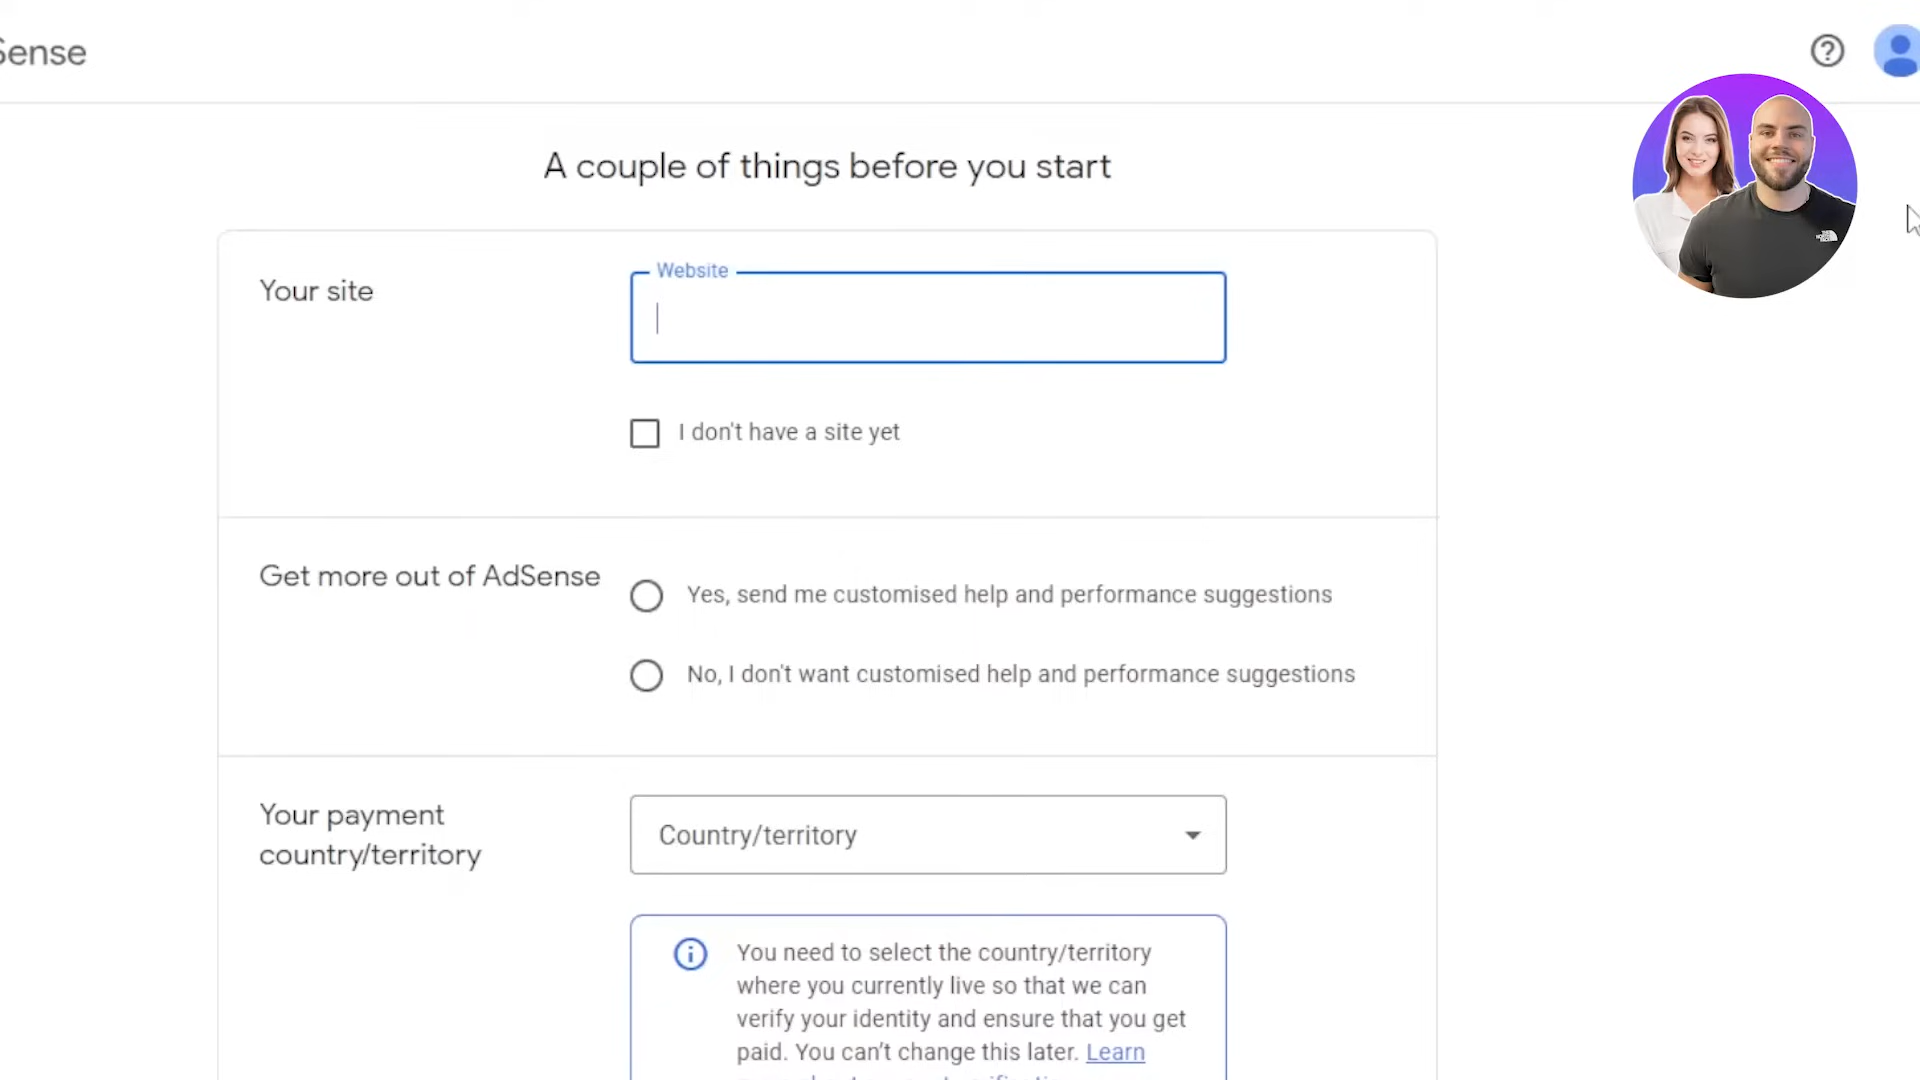 Sense
A couple of things before you start
Your site
Website
I don't have a site yet
Get more out of AdSense
Yes, send me customised help and performance suggestions
No, I don't want customised help and performance suggestions
Your payment
country/territory
Country/territory
You need to select the country/territory
where you currently live so that we can
verify your identity and ensure that you get
paid. You can't change this later. Learn